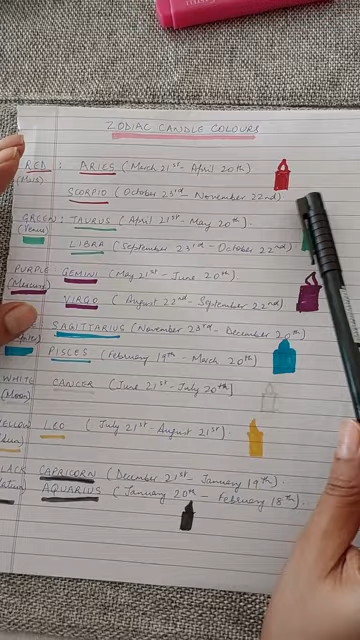 ZODIAC CANDLE COLOURS
RED : ARIES (March 21st - April 20th)
(Mars)
SCORPIO (October 23rd - November 22nd).
GREEN: TAURUS (April 21st - May 20th).
(Venus)
LIBRA (September 23rd - October 22nd)
PURPLE: GEMINI (May 21st - June 20th).
(Mercury)
VIRGO (August 22nd - September 22nd).
SAGITTARIUS (November 23rd - December 20th)
PISCES (February 19th - March 20th).
WHITE CANCER (June 21st - July 20th)
(Moon)
LEO (July 21st - August 21st).
CAPRICORN (December 21st - January 19th).
AQUARIUS (January 20th - February 18th).